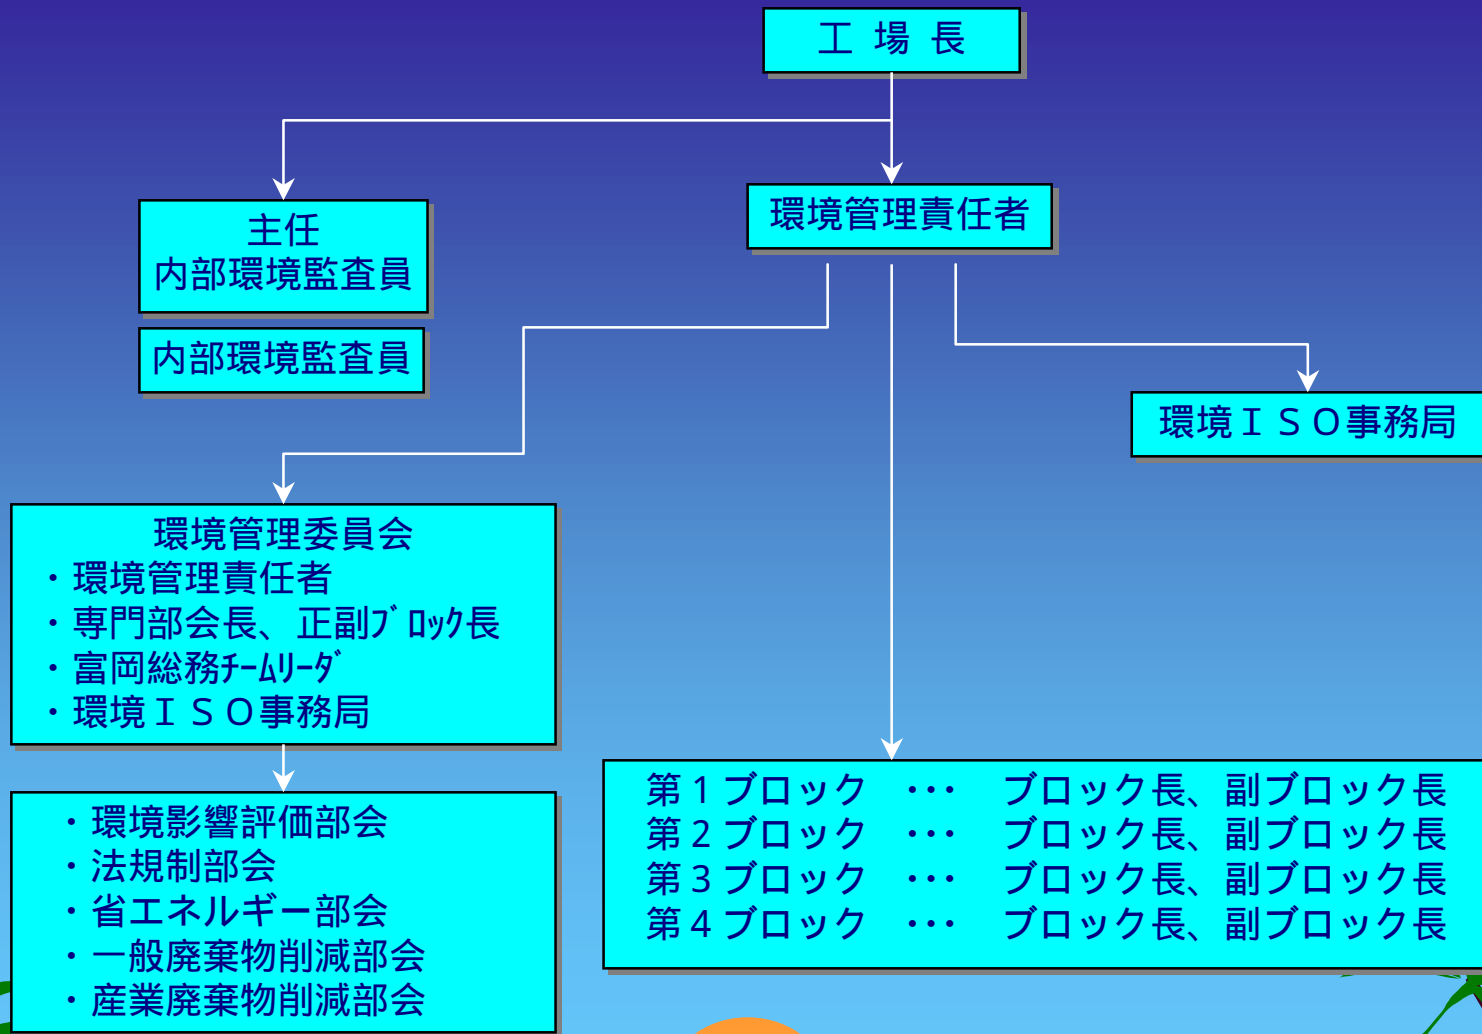 工 場 長
主任
内部環境監査員
内部環境監査員
環境管理責任者
環境ＩＳＯ事務局
環境管理委員会
・環境管理責任者
・専門部会長、正副ﾌﾞﾛｯｸ長
・富岡総務ﾁｰﾑﾘｰﾀﾞ
・環境ＩＳＯ事務局
・環境影響評価部会
・法規制部会
・省エネルギー部会
・一般廃棄物削減部会
・産業廃棄物削減部会
第１ブロック　…　ブロック長、副ブロック長
第２ブロック　…　ブロック長、副ブロック長
第３ブロック　…　ブロック長、副ブロック長
第４ブロック　…　ブロック長、副ブロック長